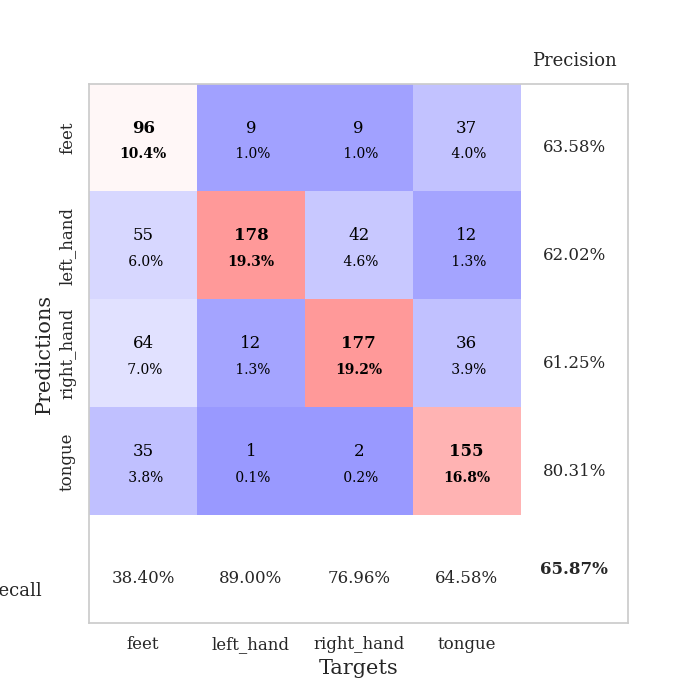 Precision
feet 96 9 9 37 63.58%
10.4% 1.0% 1.0% 4.0%
left_hand 55 178 42 12 62.02%
6.0% 19.3% 4.6% 1.3%
right_hand 64 12 177 36 61.25%
7.0% 1.3% 19.2% 3.9%
tongue 35 1 2 155 80.31%
3.8% 0.1% 0.2% 16.8%
Predictions
ecall 38.40% 89.00% 76.96% 64.58% 65.87%
feet left_hand right_hand tongue
Targets